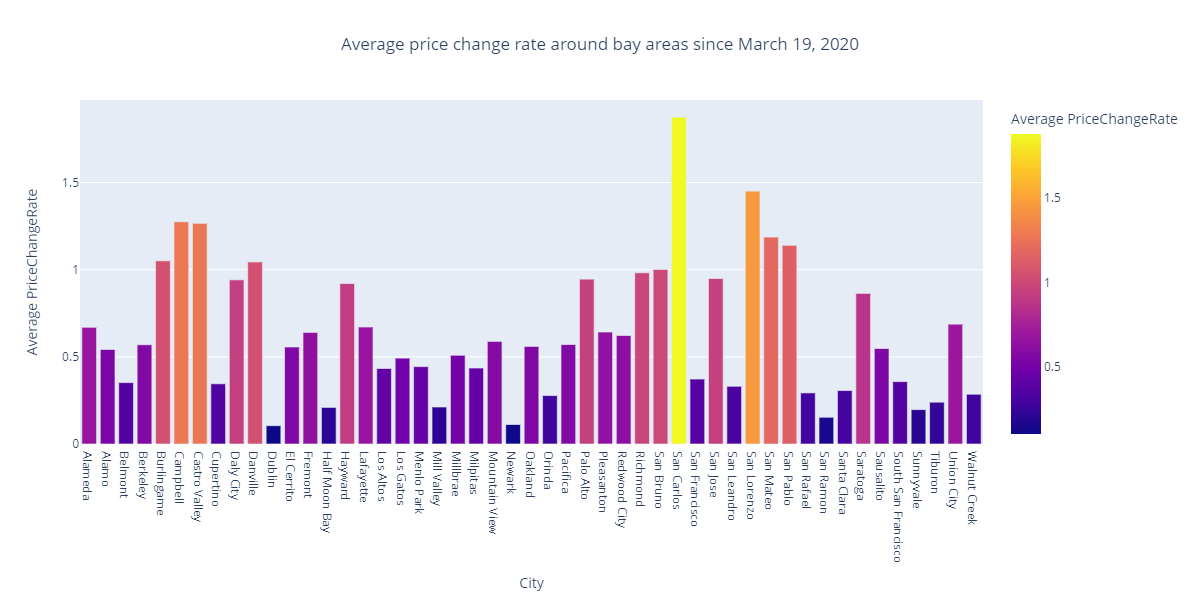 Average price change rate around bay areas since March 19, 2020
Average PriceChangeRate
1.5
1
0.5
0
Average PriceChangeRate
1.5
1
0.5
Alameda
Alamo
Belmont
Berkeley
Burlingame
Campbell
Castro Valley
Cupertino
Daly City
Danville
Dublin
El Cerrito
Fremont
Half Moon Bay
Hayward
Lafayette
Los Altos
Los Gatos
Menlo Park
Mill Valley
Millbrae
Milpitas
Mountain View
Newark
Oakland
Orinda
Pacifica
Palo Alto
Pleasanton
Redwood City
Richmond
San Bruno
San Carlos
San Francisco
San Jose
San Leandro
San Lorenzo
San Mateo
San Pablo
San Rafael
San Ramon
Santa Clara
Saratoga
Sausalito
South San Francisco
Sunnyvale
Tiburon
Union City
Walnut Creek
City